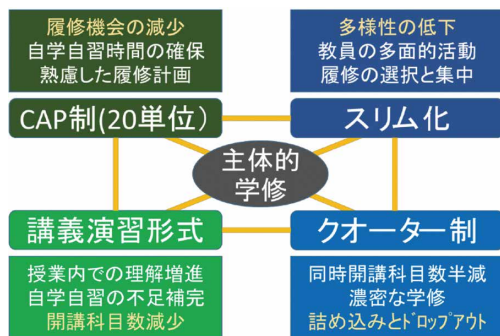 履修機会の減少
自学自習時間の確保
熟慮した履修計画
CAP制(20単位)
多様性の低下
教員の多面的活動
履修の選択と集中
スリム化
主体的
学修
講義演習形式
授業内での理解増進
自学自習の不足補完
開講科目数減少
クオーター制
同時開講科目数半減
濃密な学修
詰め込みとﾄﾞﾛｯﾌﾟｱｳﾄ